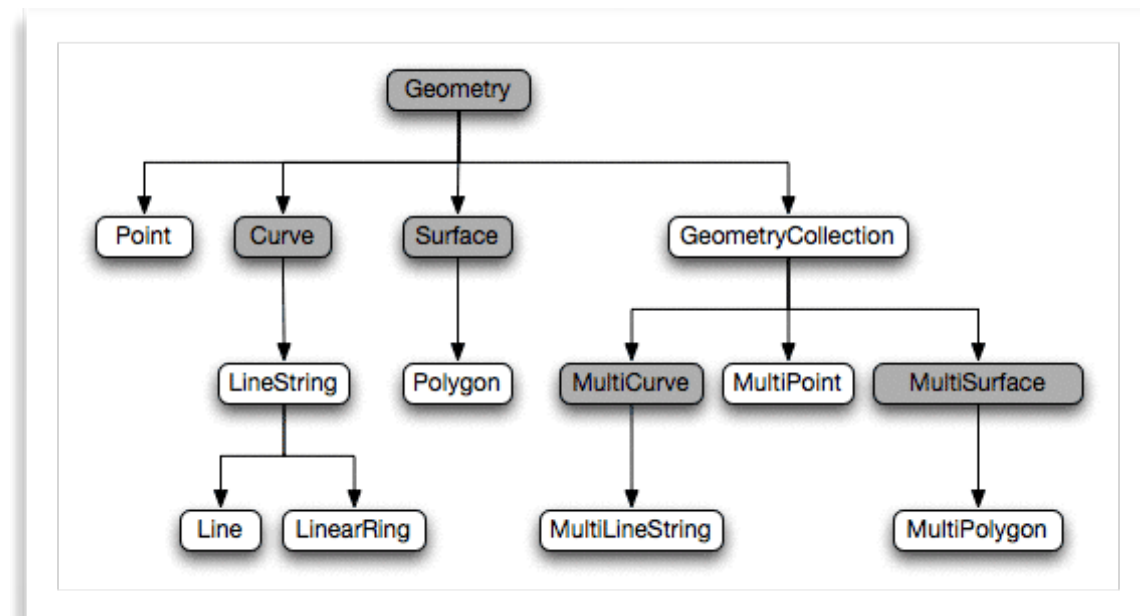 Geometry
Point
Curve
Surface
GeometryCollection
LineString
Polygon
MultiCurve
MultiPoint
MultiSurface
Line
LinearRing
MultiLineString
MultiPolygon